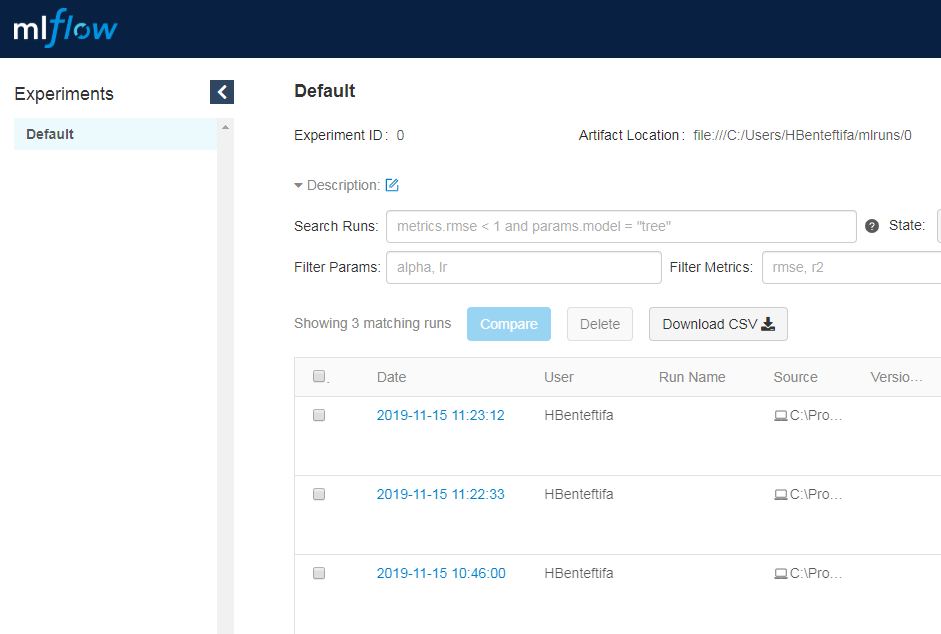 mlflow
Experiments
Default
Default
Experiment ID: 0 Artifact Location: file:///C:/Users/HBenteftifa/mlruns/0
Description:
Search Runs: metrics.rmse < 1 and params.model = "tree" ? State:
Filter Params: alpha, lr Filter Metrics: rmse, r2
Showing 3 matching runs Compare Delete Download CSV
Date User Run Name Source Versio...
2019-11-15 11:23:12 HBenteftifa C:\Pro...
2019-11-15 11:22:33 HBenteftifa C:\Pro...
2019-11-15 10:46:00 HBenteftifa C:\Pro...